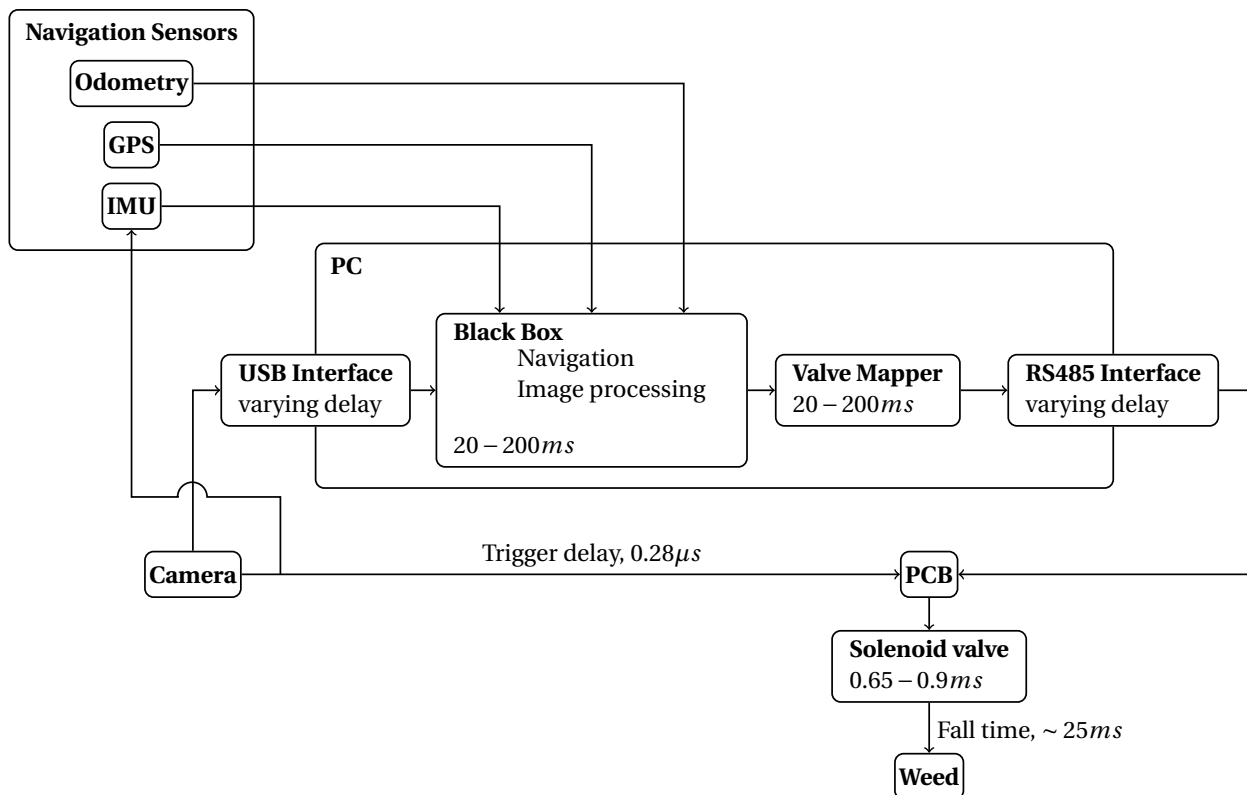 Navigation Sensors
Odometry
GPS
IMU
PC
Black Box
Navigation
Image processing
20 – 200ms
USB Interface
varying delay
Valve Mapper
20 – 200ms
RS485 Interface
varying delay
Trigger delay, 0.28μs
Camera
PCB
Solenoid valve
0.65 – 0.9ms
Fall time, ~ 25ms
Weed